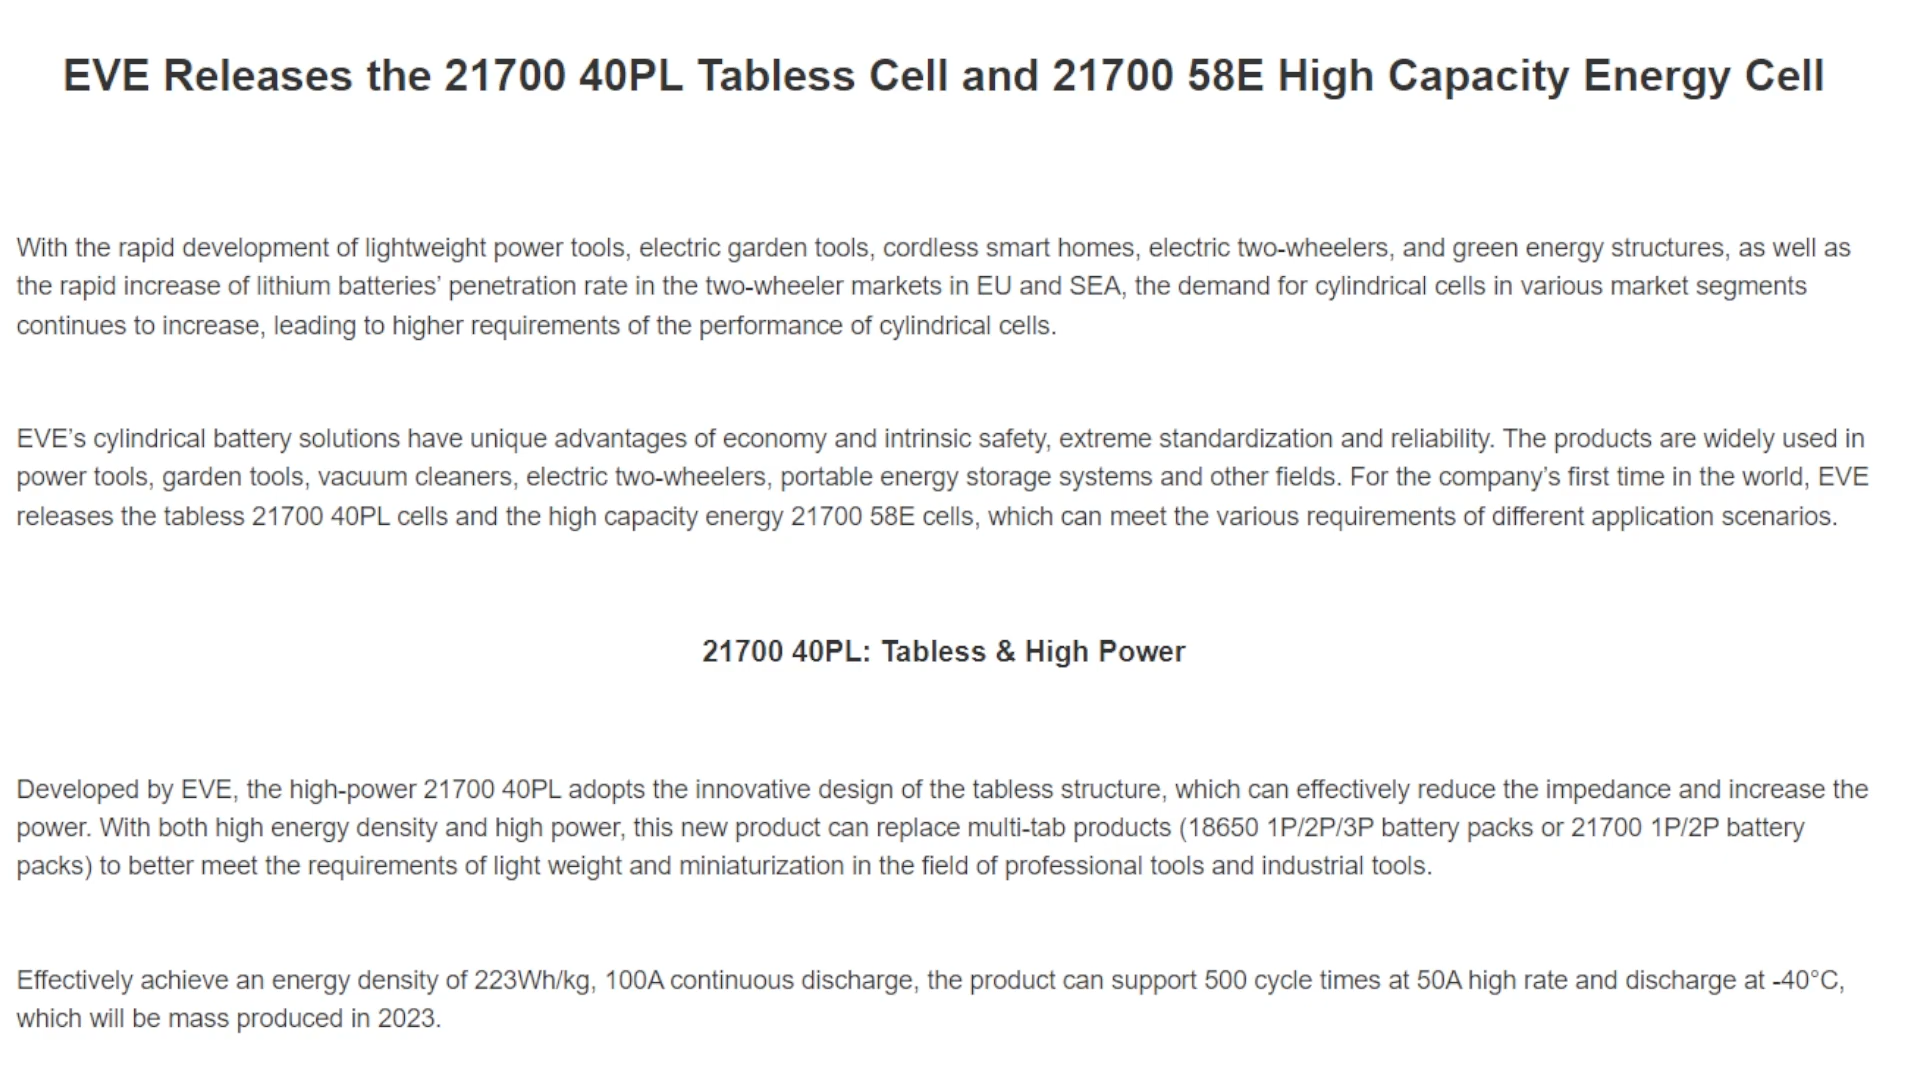 EVE Releases the 21700 40PL Tabless Cell and 21700 58E High Capacity Energy Cell
With the rapid development of lightweight power tools, electric garden tools, cordless smart homes, electric two-wheelers, and green energy structures, as well as
the rapid increase of lithium batteries’ penetration rate in the two-wheeler markets in EU and SEA, the demand for cylindrical cells in various market segments
continues to increase, leading to higher requirements of the performance of cylindrical cells.
EVE’s cylindrical battery solutions have unique advantages of economy and intrinsic safety, extreme standardization and reliability. The products are widely used in
power tools, garden tools, vacuum cleaners, electric two-wheelers, portable energy storage systems and other fields. For the company’s first time in the world, EVE
releases the tabless 21700 40PL cells and the high capacity energy 21700 58E cells, which can meet the various requirements of different application scenarios.
21700 40PL: Tabless & High Power
Developed by EVE, the high-power 21700 40PL adopts the innovative design of the tabless structure, which can effectively reduce the impedance and increase the
power. With both high energy density and high power, this new product can replace multi-tab products (18650 1P/2P/3P battery packs or 21700 1P/2P battery
packs) to better meet the requirements of light weight and miniaturization in the field of professional tools and industrial tools.
Effectively achieve an energy density of 223Wh/kg, 100A continuous discharge, the product can support 500 cycle times at 50A high rate and discharge at -40°C,
which will be mass produced in 2023.